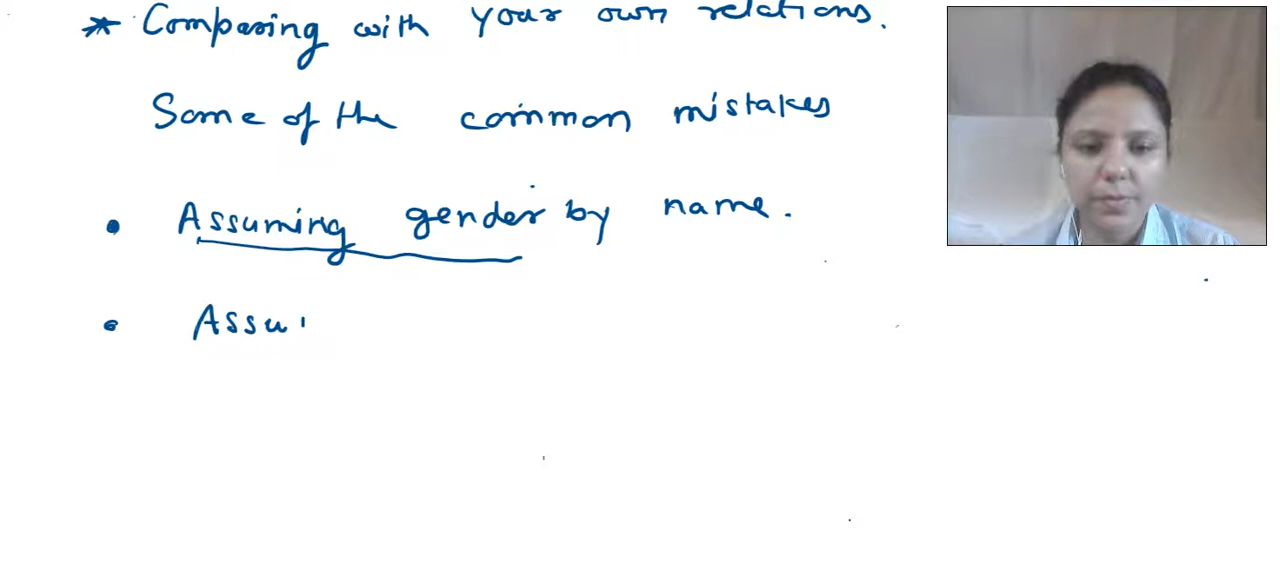 * Comparing with your own relations.
Some of the common mistakes
• Assuming gender by name.
• Assu